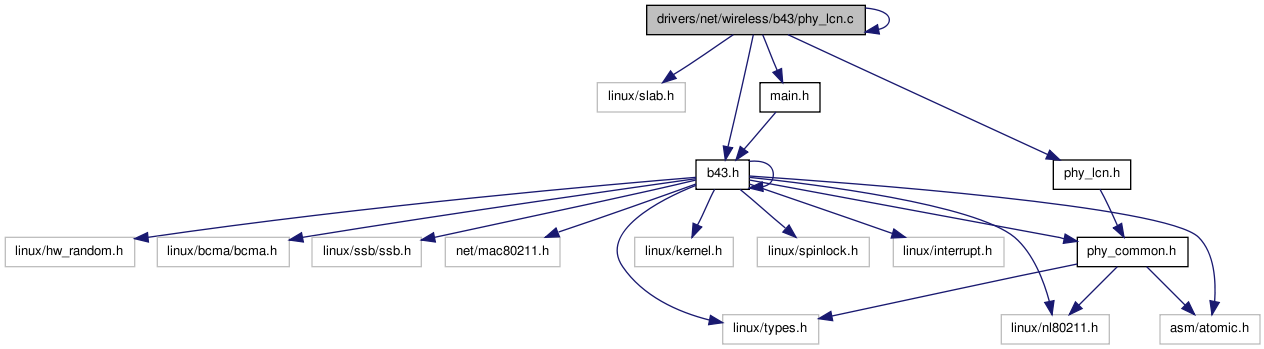 drivers/net/wireless/b43/phy_lcn.c
linux/slab.h
main.h
b43.h
phy_lcn.h
linux/hw_random.h
linux/bcma/bcma.h
linux/ssb/ssb.h
net/mac80211.h
linux/kernel.h
linux/spinlock.h
linux/interrupt.h
phy_common.h
linux/types.h
linux/nl80211.h
asm/atomic.h